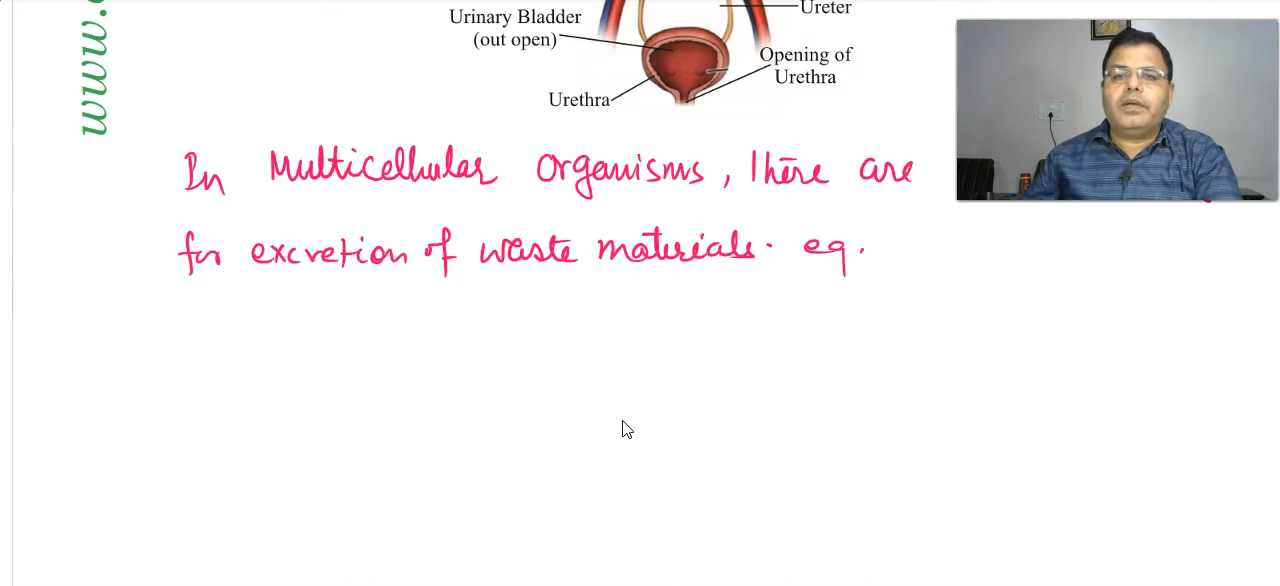 www.
Urinary Bladder
(out open)
Ureter
Opening of
Urethra
Urethra
In Multicellular Organisms, There are
for excretion of waste materials. eg.